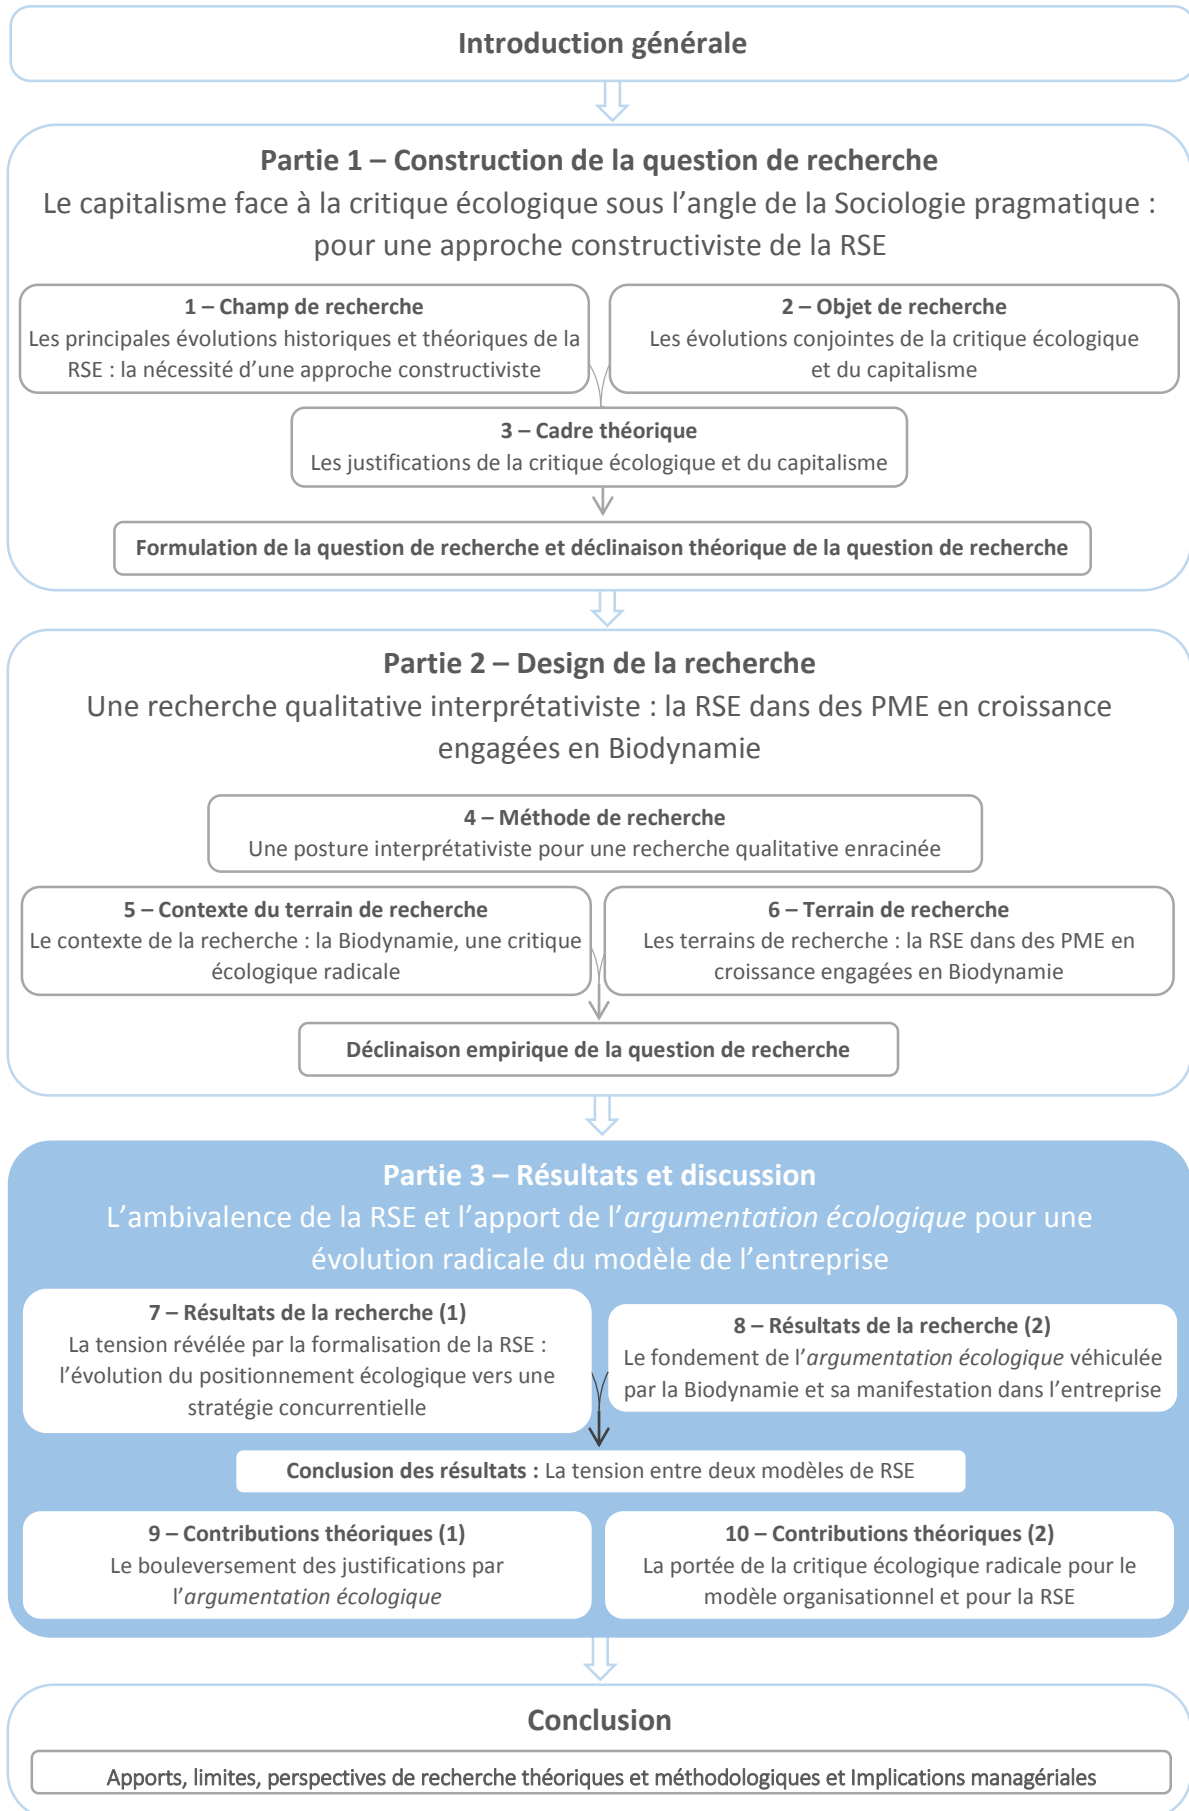 Introduction générale
Partie 1 – Construction de la question de recherche
Le capitalisme face à la critique écologique sous l'angle de la Sociologie pragmatique :
pour une approche constructiviste de la RSE
1 – Champ de recherche
Les principales évolutions historiques et théoriques de la
RSE : la nécessité d'une approche constructiviste
2 – Objet de recherche
Les évolutions conjointes de la critique écologique
et du capitalisme
3 – Cadre théorique
Les justifications de la critique écologique et du capitalisme
Formulation de la question de recherche et déclinaison théorique de la question de recherche
Partie 2 – Design de la recherche
Une recherche qualitative interprétativiste : la RSE dans des PME en croissance
engagées en Biodynamie
4 – Méthode de recherche
Une posture interprétativiste pour une recherche qualitative enracinée
5 – Contexte du terrain de recherche
Le contexte de la recherche : la Biodynamie, une critique
écologique radicale
6 – Terrain de recherche
Les terrains de recherche : la RSE dans des PME en
croissance engagées en Biodynamie
Déclinaison empirique de la question de recherche
Partie 3 – Résultats et discussion
L'ambivalence de la RSE et l'apport de l'argumentation écologique pour une
évolution radicale du modèle de l'entreprise
7 – Résultats de la recherche (1)
La tension révélée par la formalisation de la RSE :
l'évolution du positionnement écologique vers une
stratégie concurrentielle
8 – Résultats de la recherche (2)
Le fondement de l'argumentation écologique véhiculée
par la Biodynamie et sa manifestation dans l'entreprise
Conclusion des résultats : La tension entre deux modèles de RSE
9 – Contributions théoriques (1)
Le bouleversement des justifications par
l'argumentation écologique
10 – Contributions théoriques (2)
La portée de la critique écologique radicale pour le
modèle organisationnel et pour la RSE
Conclusion
Apports, limites, perspectives de recherche théoriques et méthodologiques et Implications managériales